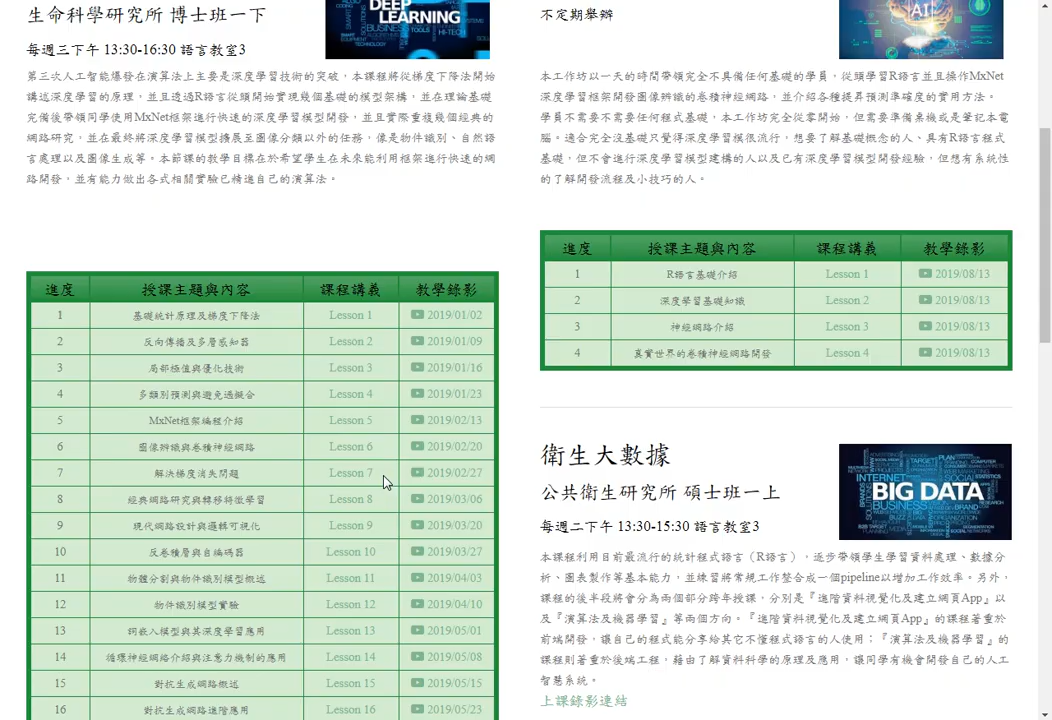 生命科學研究所 博士班一下
每週三下午 13:30-16:30 語言教室3
DEEP
LEARNING
第三次人工智能爆發在演算法上主要是深度學習技術的突破,本課程將從梯度下降法開始
講述深度學習的原理,並且透過R語言從頭開始實現幾個基礎的模型架構,並在理論基礎
完備後帶領同學使用MxNet框架進行快速的深度學習模型開發,並且實際重複幾個經典的
網路研究,並在最終將深度學習模型擴展至圖像分類以外的任務,像是物件識別、自然語
言處理以及圖像生成等。本節課的教學目標在於希望學生在未來能利用框架進行快速的網
路開發,並有能力做出各式相關實驗已精進自己的演算法。
進度 授課主題與內容 課程講義 教學錄影
1 基礎統計原理及梯度下降法 Lesson 1 2019/01/02
2 反向傳播及多層感知器 Lesson 2 2019/01/09
3 局部極值與優化技術 Lesson 3 2019/01/16
4 多類別預測與避免過擬合 Lesson 4 2019/01/23
5 MxNet框架編程介紹 Lesson 5 2019/02/13
6 圖像辨識與卷積神經網路 Lesson 6 2019/02/20
7 解決梯度消失問題 Lesson 7 2019/02/27
8 經典網路研究與轉移特徵學習 Lesson 8 2019/03/06
9 現代網路設計與邏輯可視化 Lesson 9 2019/03/20
10 反卷積層與自編碼器 Lesson 10 2019/03/27
11 物體分割與物件識別模型概述 Lesson 11 2019/04/03
12 物件識別模型實驗 Lesson 12 2019/04/10
13 詞嵌入模型與其深度學習應用 Lesson 13 2019/05/01
14 循環神經網路介紹與注意力機制的應用 Lesson 14 2019/05/08
15 對抗生成網路概述 Lesson 15 2019/05/15
16 對抗生成網路進階應用 Lesson 16 2019/05/23
不定期舉辦
AI
本工作坊以一天的時間帶領完全不具備任何基礎的學員,從頭學習R語言並且操作MxNet
深度學習框架開發圖像辨識的卷積神經網路,並介紹各種提昇預測準確度的實用方法。
學員不需要不需要任何程式基礎,本工作坊完全從零開始,但需要準備桌機或是筆記本電
腦。適合完全沒基礎只覺得深度學習模很流行,想要了解基礎概念的人、具有R語言程式
基礎,但不會進行深度學習模型建構的人以及已有深度學習模型開發經驗,但想有系統性
的了解開發流程及小技巧的人。
進度 授課主題與內容 課程講義 教學錄影
1 R語言基礎介紹 Lesson 1 2019/08/13
2 深度學習基礎知識 Lesson 2 2019/08/13
3 神經網路介紹 Lesson 3 2019/08/13
4 真實世界的卷積神經網路開發 Lesson 4 2019/08/13
衛生大數據
公共衛生研究所 碩士班一上
每週二下午 13:30-15:30 語言教室3
BIG DATA
本課程利用目前最流行的統計程式語言(R語言),逐步帶領學生學習資料處理、數據分
析、圖表製作等基本能力,並練習將常規工作整合成一個pipeline以增加工作效率。另外,
課程的後半段將會分為兩個部分跨年授課,分別是『進階資料視覺化及建立網頁App』以
及『演算法及機器學習』等兩個方向。『進階資料視覺化及建立網頁App』的課程著重於
前端開發,讓自己的程式能分享給其它不懂程式語言的人使用;『演算法及機器學習』的
課程則著重於後端工程,藉由了解資料科學的原理及應用,讓同學有機會開發自己的人工
智慧系統。
上課錄影連結